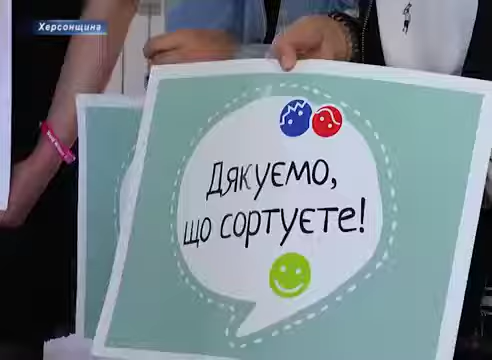 Херсонщина
Дякуємо,
що сортуєте!